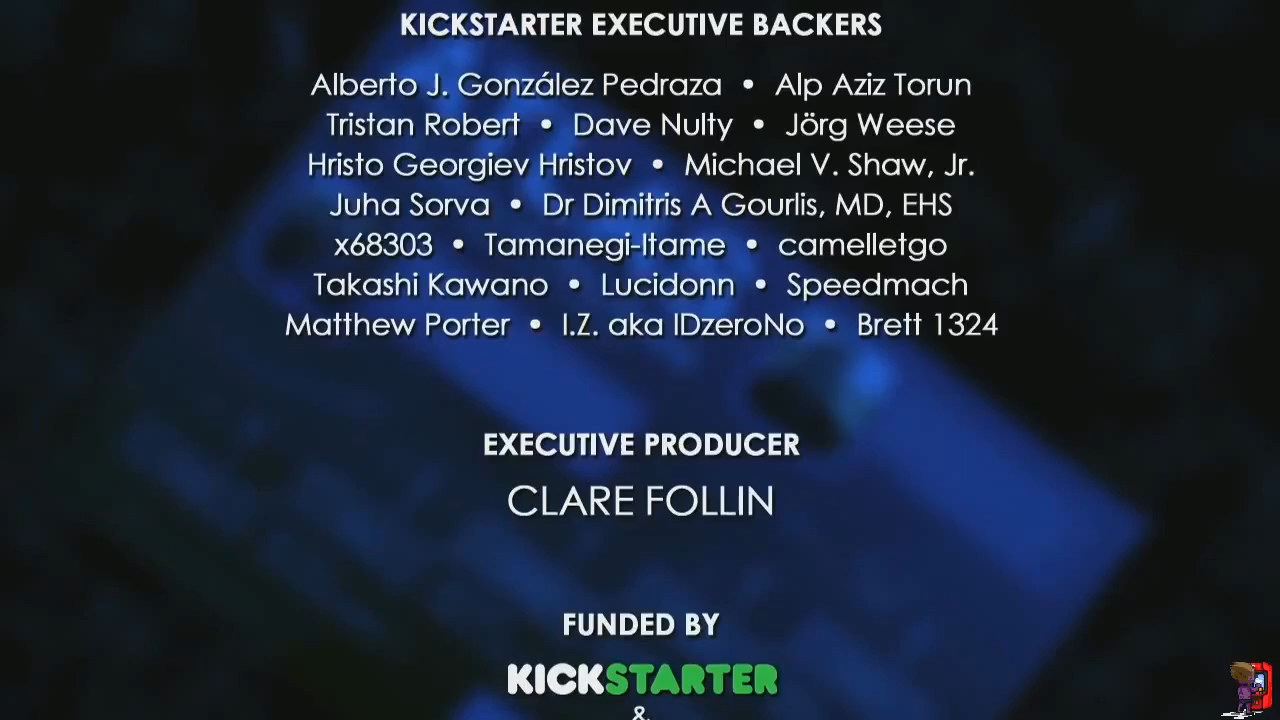 KICKSTARTER EXECUTIVE BACKERS
Alberto J. González Pedraza • Alp Aziz Torun
Tristan Robert • Dave Nulty • Jörg Weese
Hristo Georgiev Hristov • Michael V. Shaw, Jr.
Juha Sorva • Dr Dimitris A Gourlis, MD, EHS
x68303 • Tamanegi-Itame • camelletgo
Takashi Kawano • Lucidonn • Speedmach
Matthew Porter • I.Z. aka IDzeroNo • Brett 1324
EXECUTIVE PRODUCER
CLARE FOLLIN
FUNDED BY
KICKSTARTER
&